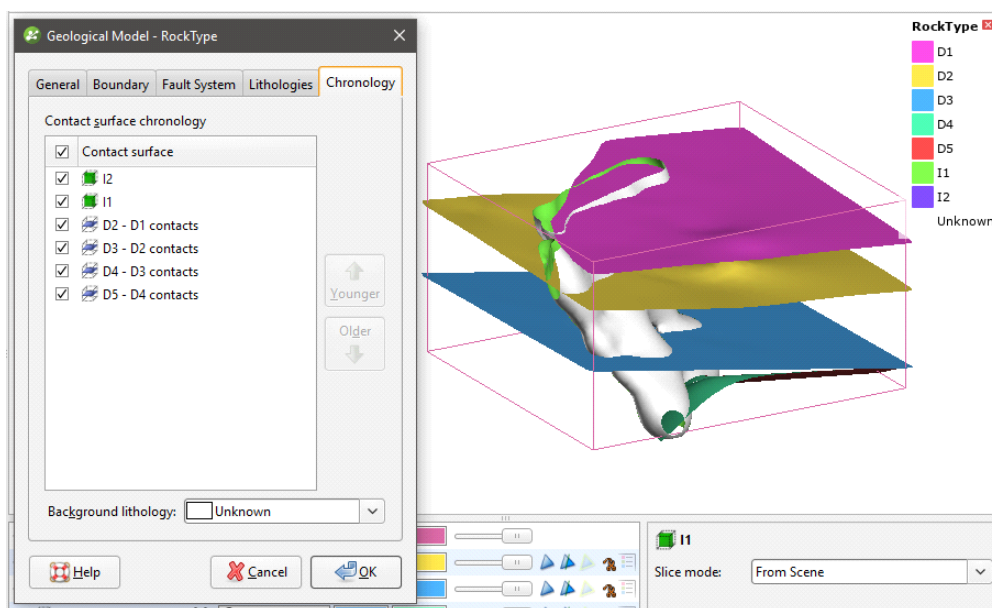 Geological Model - RockType
General Boundary Fault System Lithologies Chronology
Contact surface chronology
Contact surface
I2
I1
D2 - D1 contacts
D3 - D2 contacts
D4 - D3 contacts
D5 - D4 contacts
Younger
Older
Background lithology: Unknown
Help Cancel OK
RockType
D1
D2
D3
D4
D5
I1
I2
Unknown
I1
Slice mode: From Scene